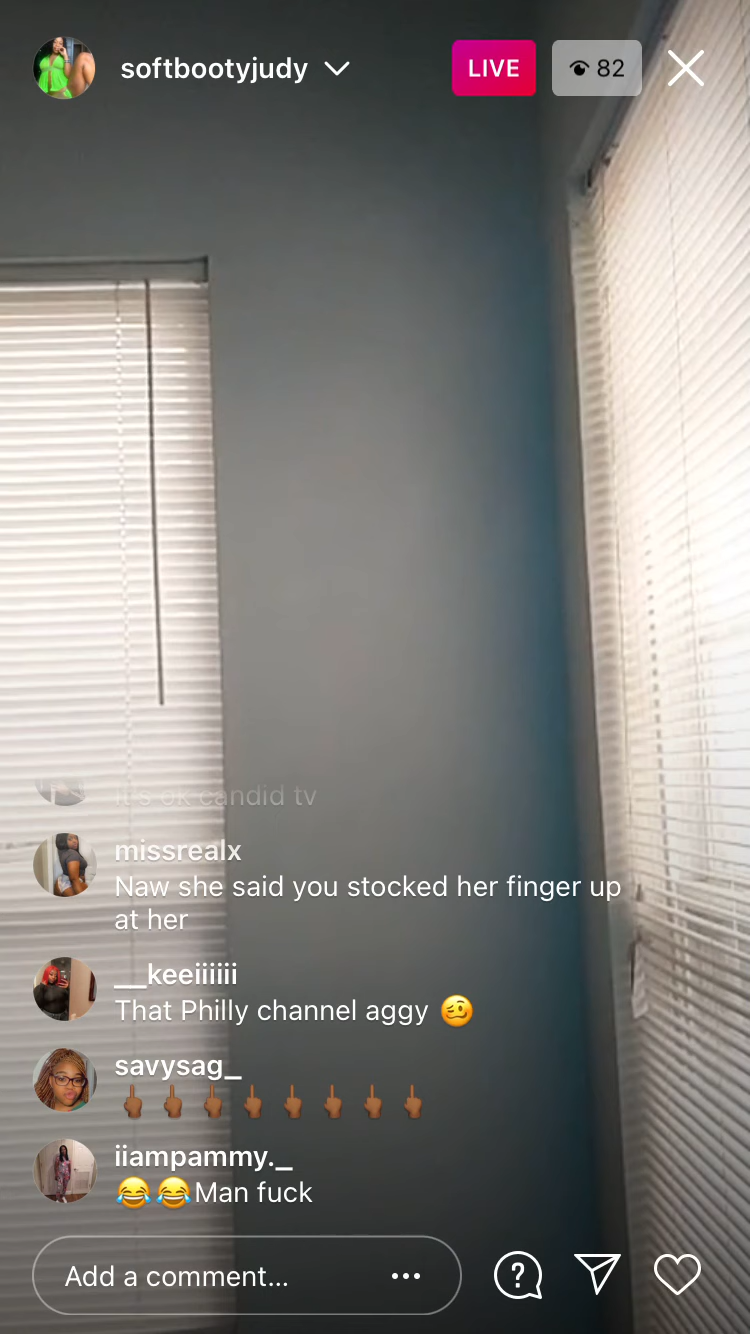 softbootyjudy
LIVE
82
it's ok candid tv
missrealx
Naw she said you stocked her finger up
at her
__keeiiiiii
That Philly channel aggy 🥴
savysag_
🖕🏾🖕🏾🖕🏾🖕🏾🖕🏾🖕🏾🖕🏾🖕🏾
iiampammy._
😂😂Man fuck
Add a comment...